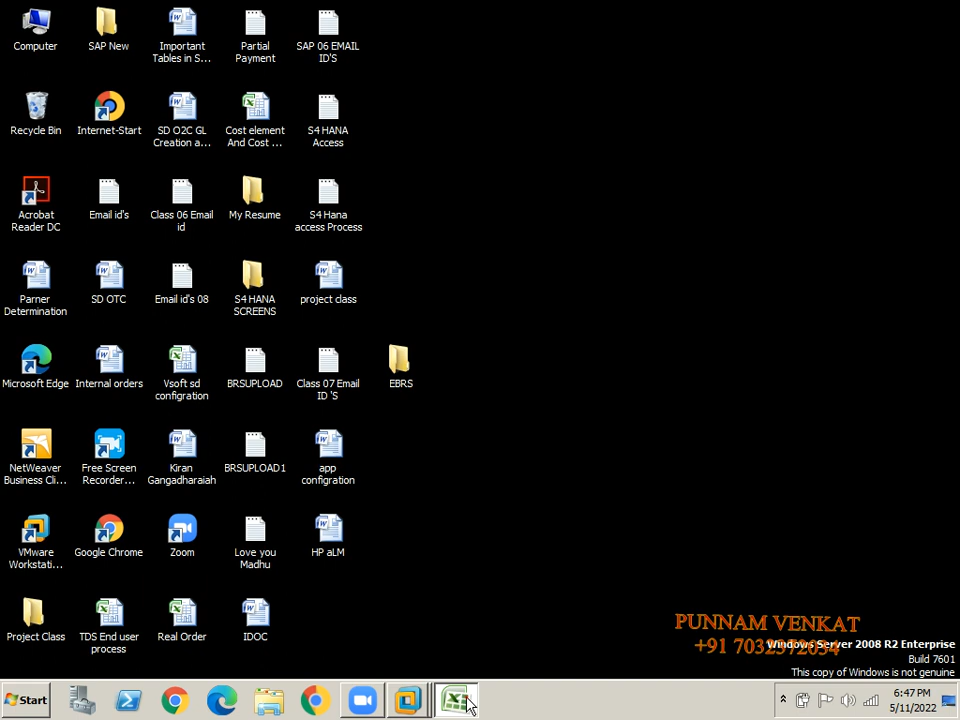 Computer
SAP New
Important
Tables in S...
Partial
Payment
SAP 06 EMAIL
ID'S
Recycle Bin
Internet-Start
SD O2C GL
Creation a...
Cost element
And Cost ...
S4 HANA
Access
Acrobat
Reader DC
Email id's
Class 06 Email
id
My Resume
S4 Hana
access Process
Parner
Determination
SD OTC
Email id's 08
S4 HANA
SCREENS
project class
Microsoft Edge
Internal orders
Vsoft sd
configration
BRSUPLOAD
Class 07 Email
ID 'S
EBRS
NetWeaver
Business Cli...
Free Screen
Recorder...
Kiran
Gangadharaiah
BRSUPLOAD1
app
configration
VMware
Workstati...
Google Chrome
Zoom
Love you
Madhu
HP aLM
Project Class
TDS End user
process
Real Order
IDOC
PUNNAM VENKAT
+91 7032372034
Windows Server 2008 R2 Enterprise
Build 7601
This copy of Windows is not genuine
Start
6:47 PM
5/11/2022